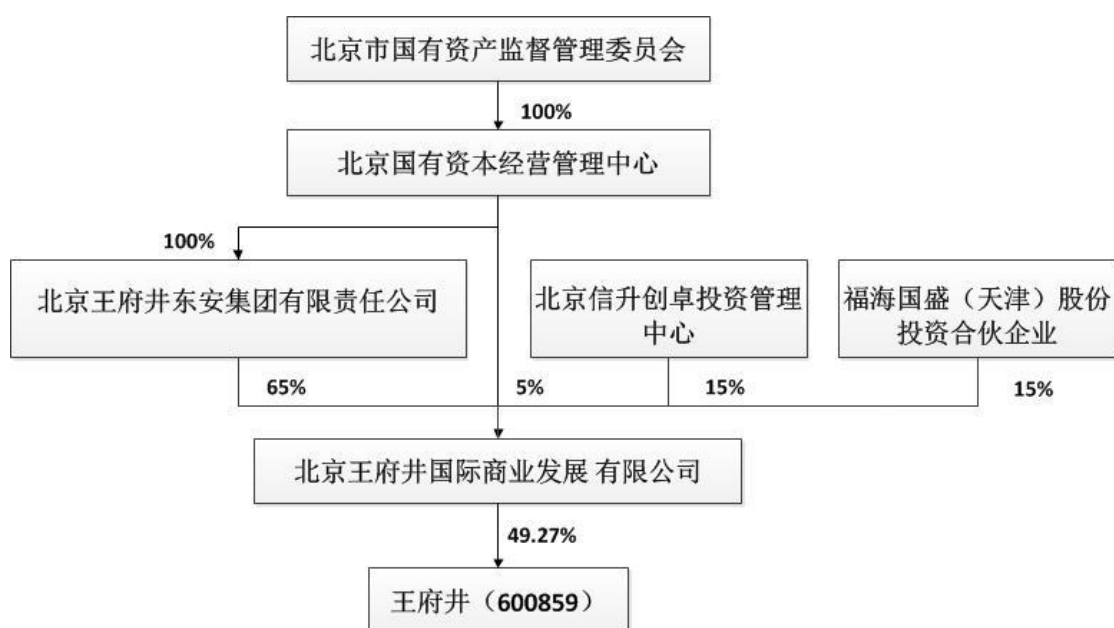 北京市国有资产监督管理委员会
100%
北京国有资本经营管理中心
100%
北京王府井东安集团有限责任公司
北京信升创卓投资管理
中心
福海国盛（天津）股份
投资合伙企业
65%
5%
15%
15%
北京王府井国际商业发展 有限公司
49.27%
王府井（600859）